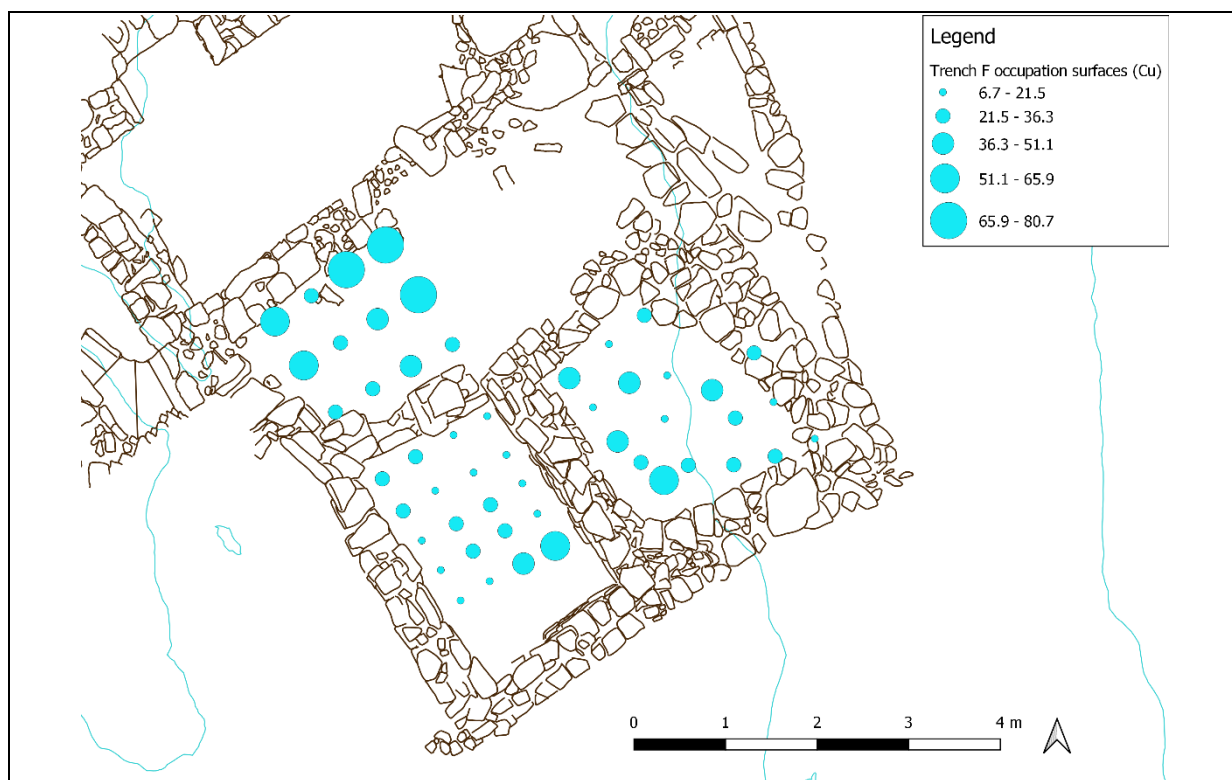 Legend
Trench F occupation surfaces (Cu)
6.7 - 21.5
21.5 - 36.3
36.3 - 51.1
51.1 - 65.9
65.9 - 80.7
0 1 2 3 4 m